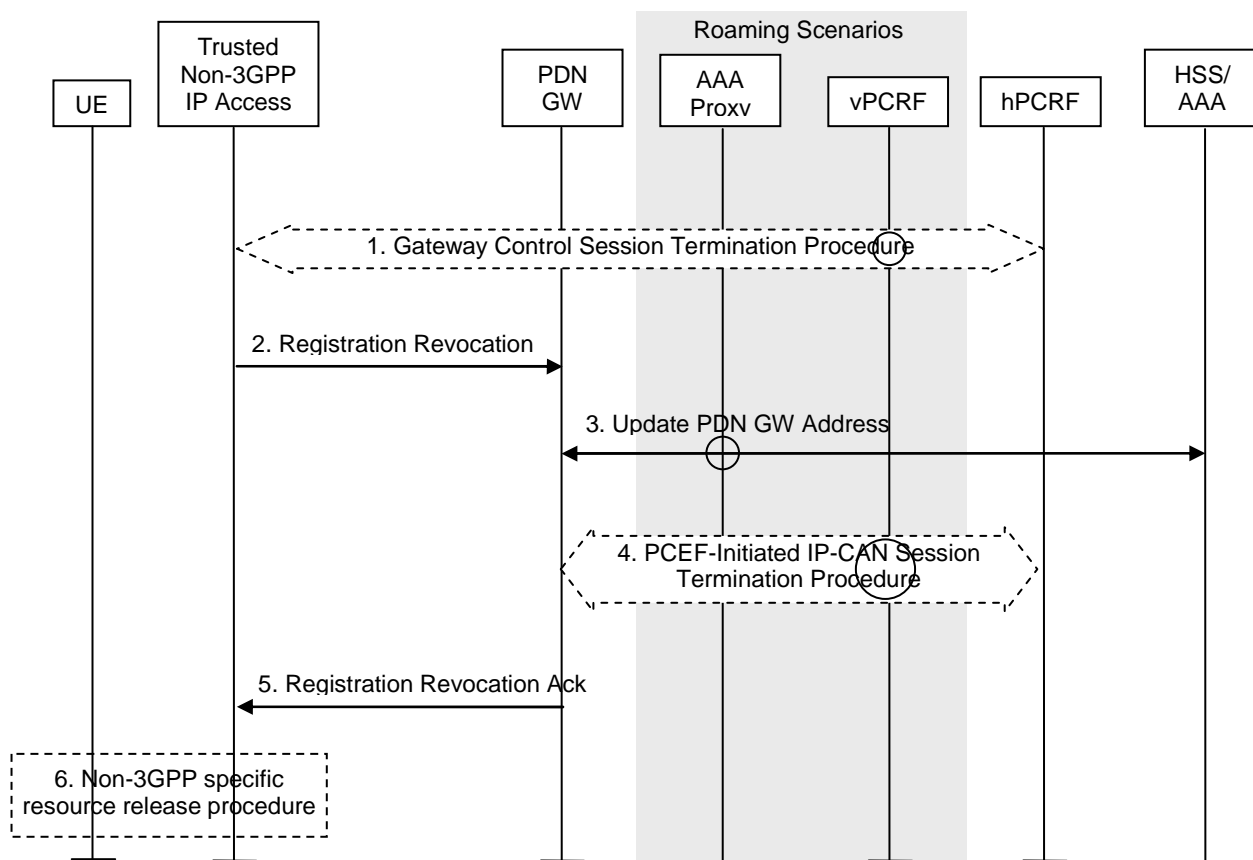 Roaming Scenarios
UE
Trusted
Non-3GPP
IP Access
PDN
GW
AAA
Proxy
vPCRF
hPCRF
HSS/
AAA
1. Gateway Control Session Termination Procedure
2. Registration Revocation
3. Update PDN GW Address
4. PCEF-Initiated IP-CAN Session
Termination Procedure
5. Registration Revocation Ack
6. Non-3GPP specific
resource release procedure